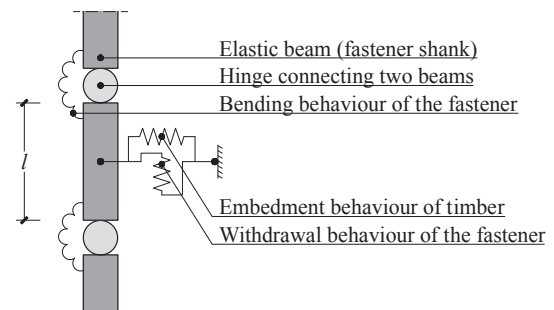 Elastic beam (fastener shank)
Hinge connecting two beams
Bending behaviour of the fastener
l
Embedment behaviour of timber
Withdrawal behaviour of the fastener